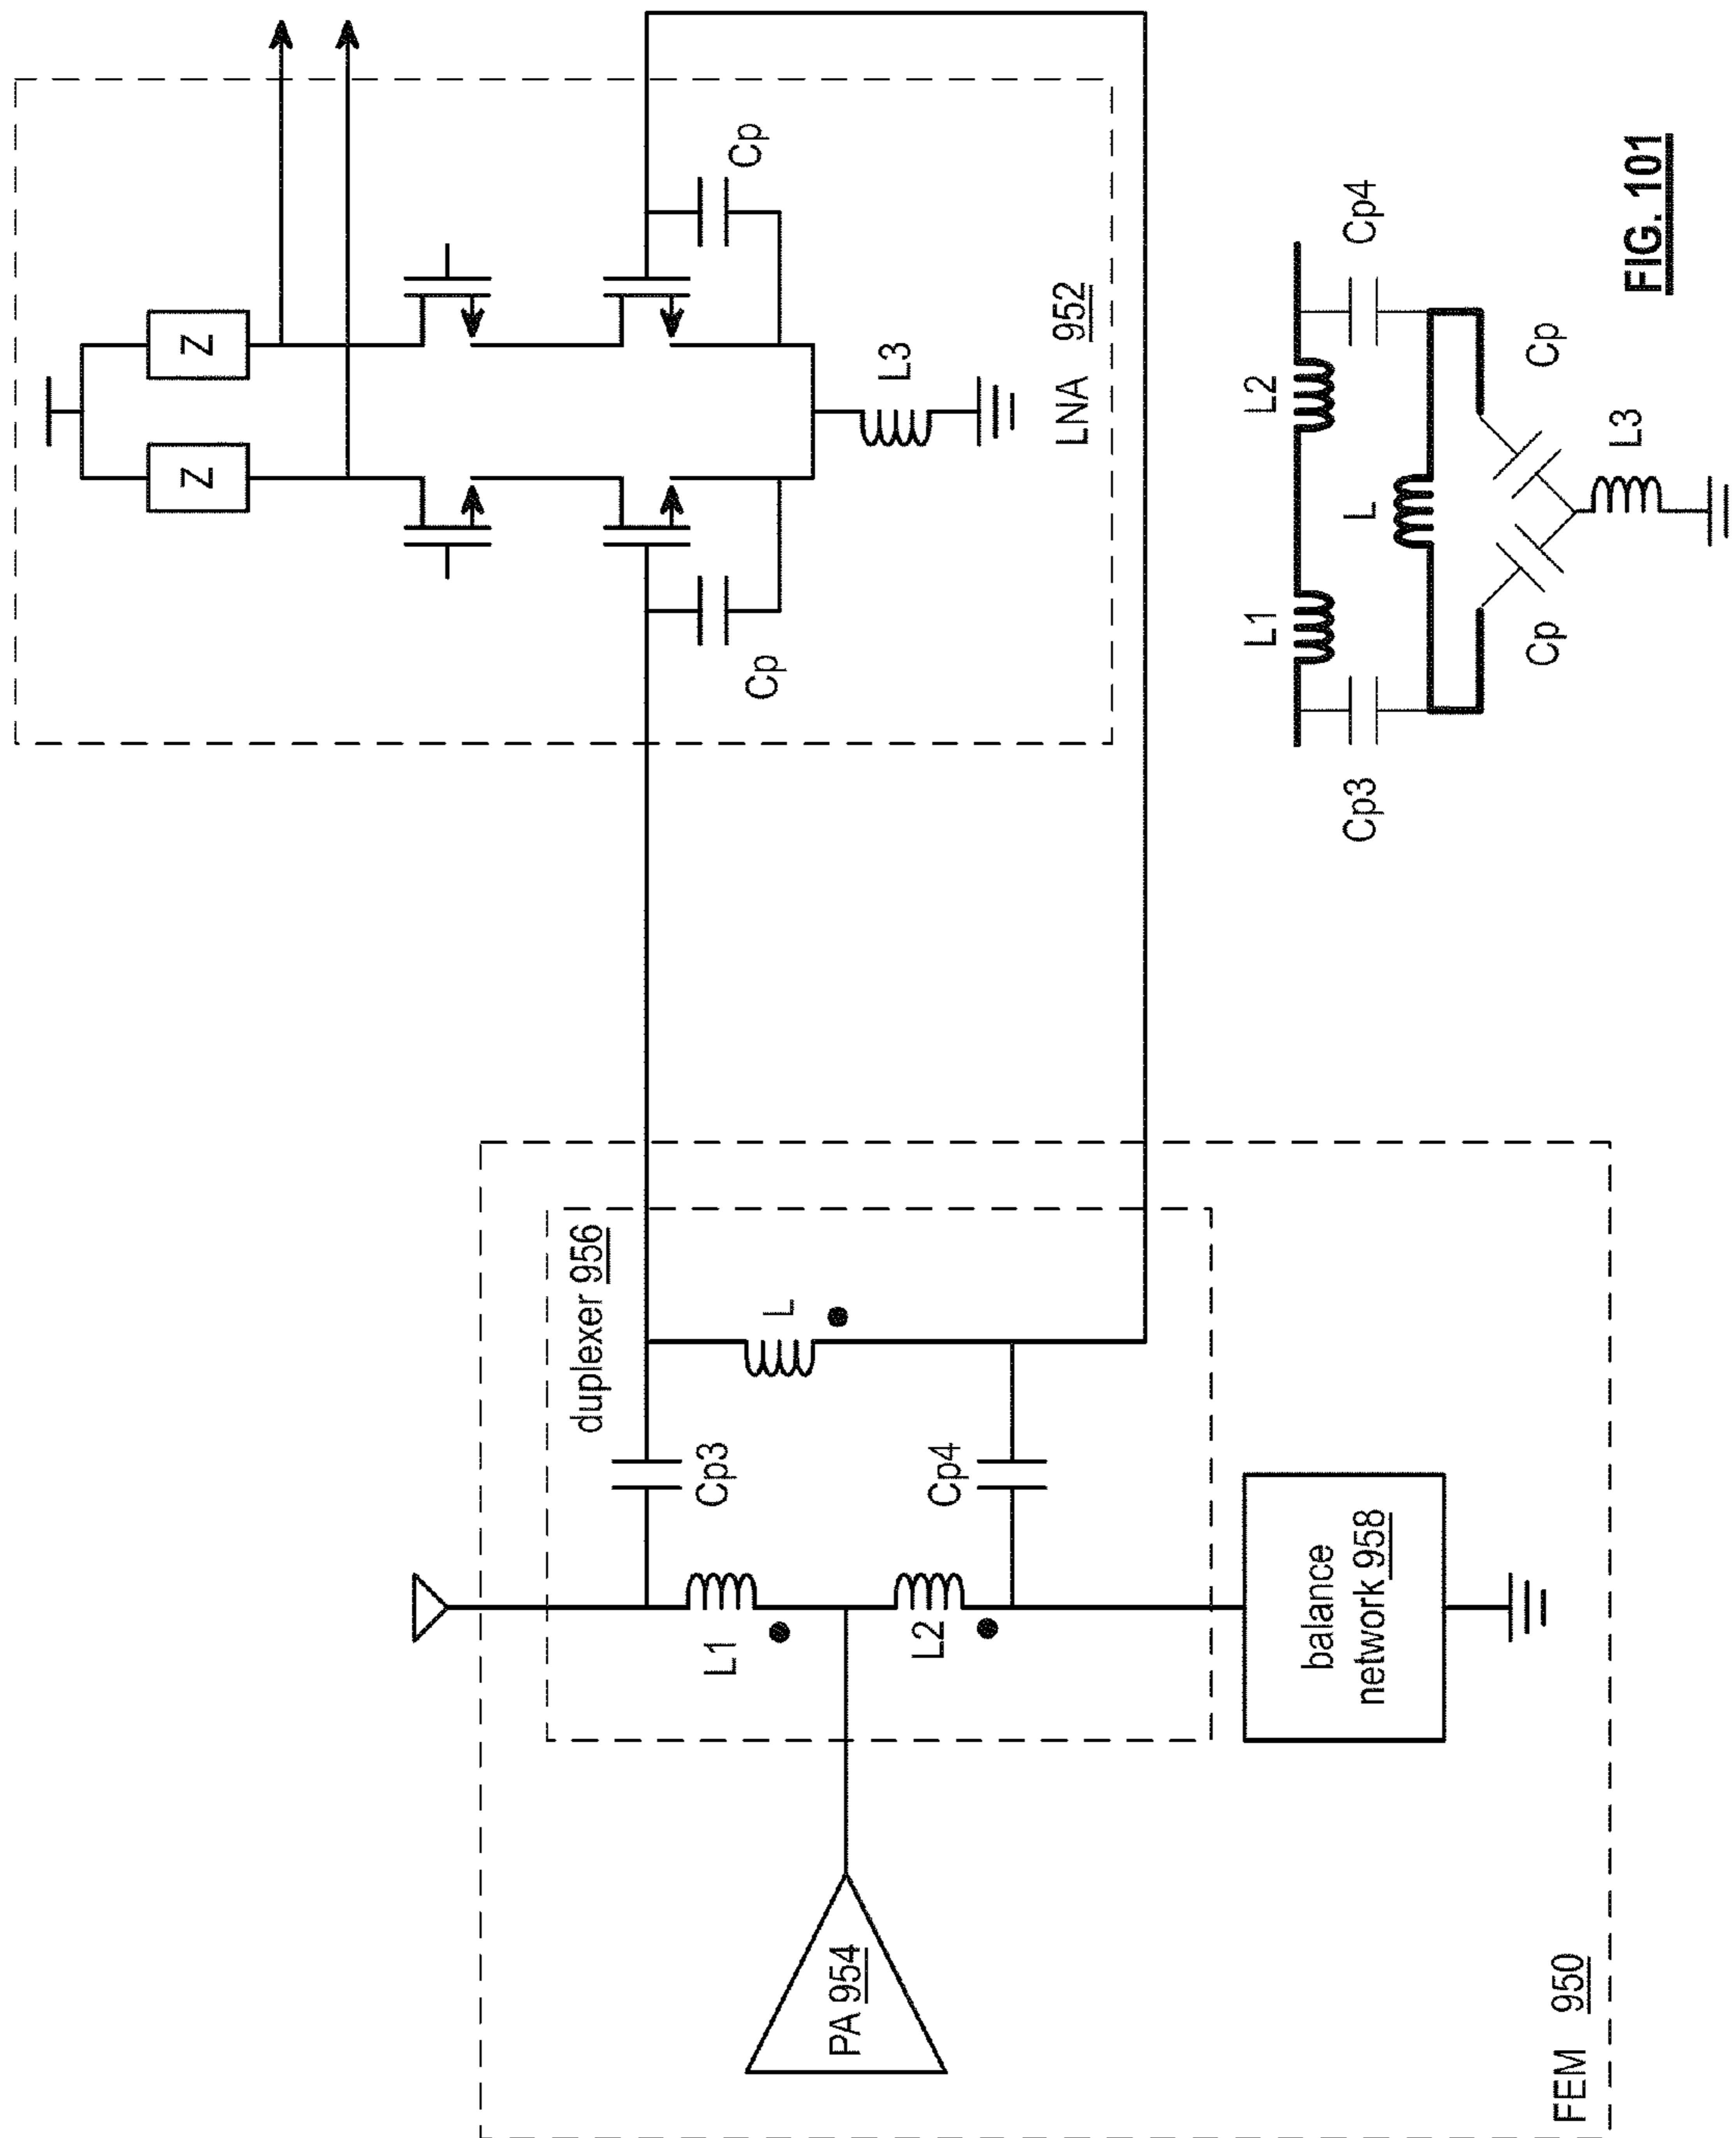 FEM 950
PA 954
duplexer 956
L1
L2
Cp3
Cp4
L
balance
network 958
LNA 952
Z
Z
Cp
Cp
L3
L1
L2
Cp3
Cp4
L
Cp
Cp
L3
FIG. 101